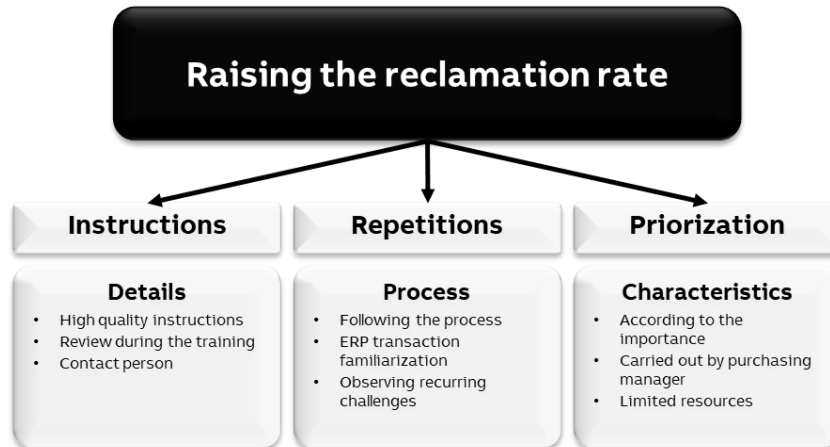 Raising the reclamation rate
Instructions
Repetitions
Priorization
Details
• High quality instructions
• Review during the training
• Contact person
Process
• Following the process
• ERP transaction
familiarization
• Observing recurring
challenges
Characteristics
• According to the
importance
• Carried out by purchasing
manager
• Limited resources